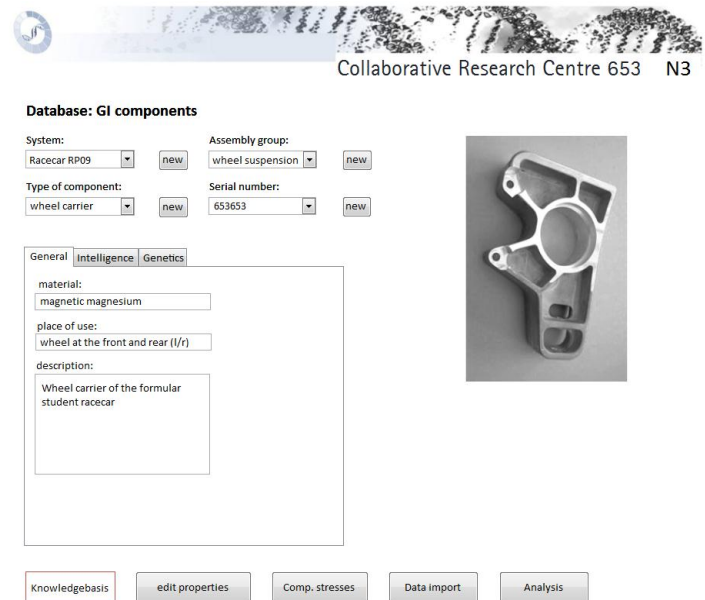 Collaborative Research Centre 653 N3
Database: GI components
System:
Assembly group:
Racecar RP09
new
wheel suspension
new
Type of component:
Serial number:
wheel carrier
new
653653
new
General
Intelligence
Genetics
material:
magnetic magnesium
place of use:
wheel at the front and rear (l/r)
description:
Wheel carrier of the formular
student racecar
Knowledgebasis
edit properties
Comp. stresses
Data import
Analysis